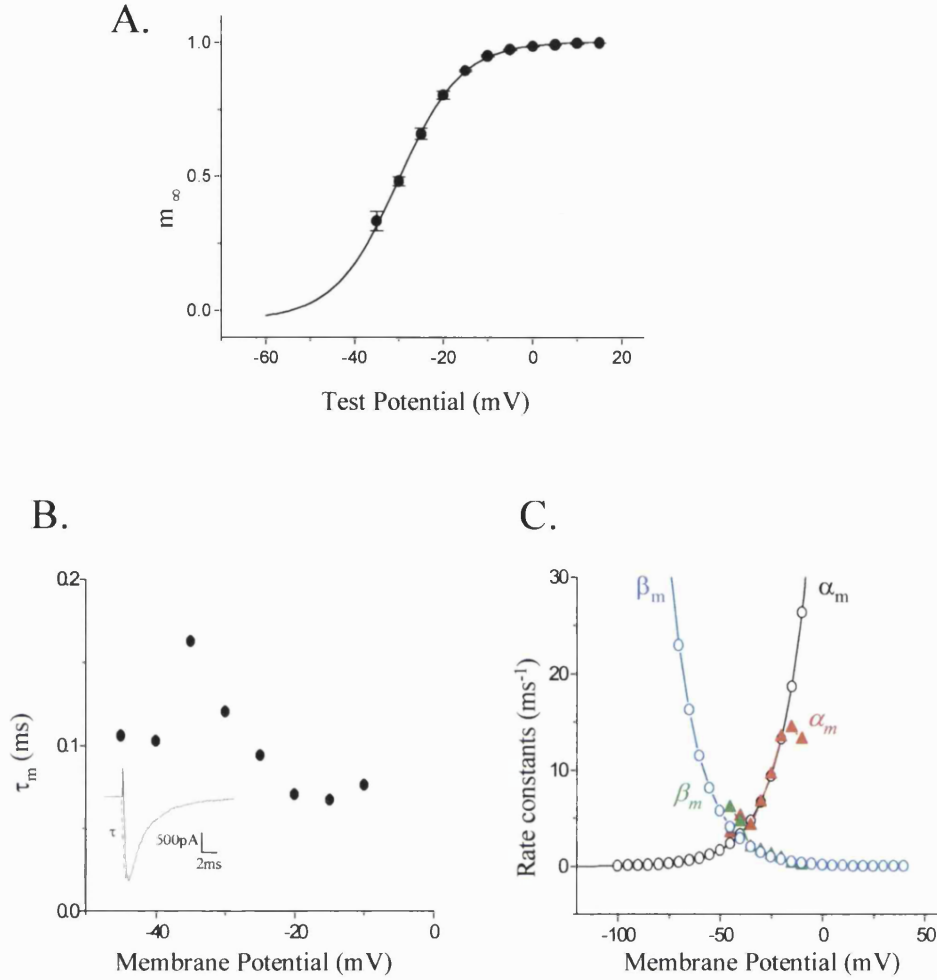 A.
1.0
0.5
0.0
m ∞
-60 -40 -20 0 20
Test Potential (mV)
B.
0.2
0.1
0.0
τm (ms)
τ
500pA
2ms
-40 -20 0
Membrane Potential (mV)
C.
30
20
10
0
Rate constants (ms-1)
βm
αm
αm
βm
-100 -50 0 50
Membrane Potential (mV)